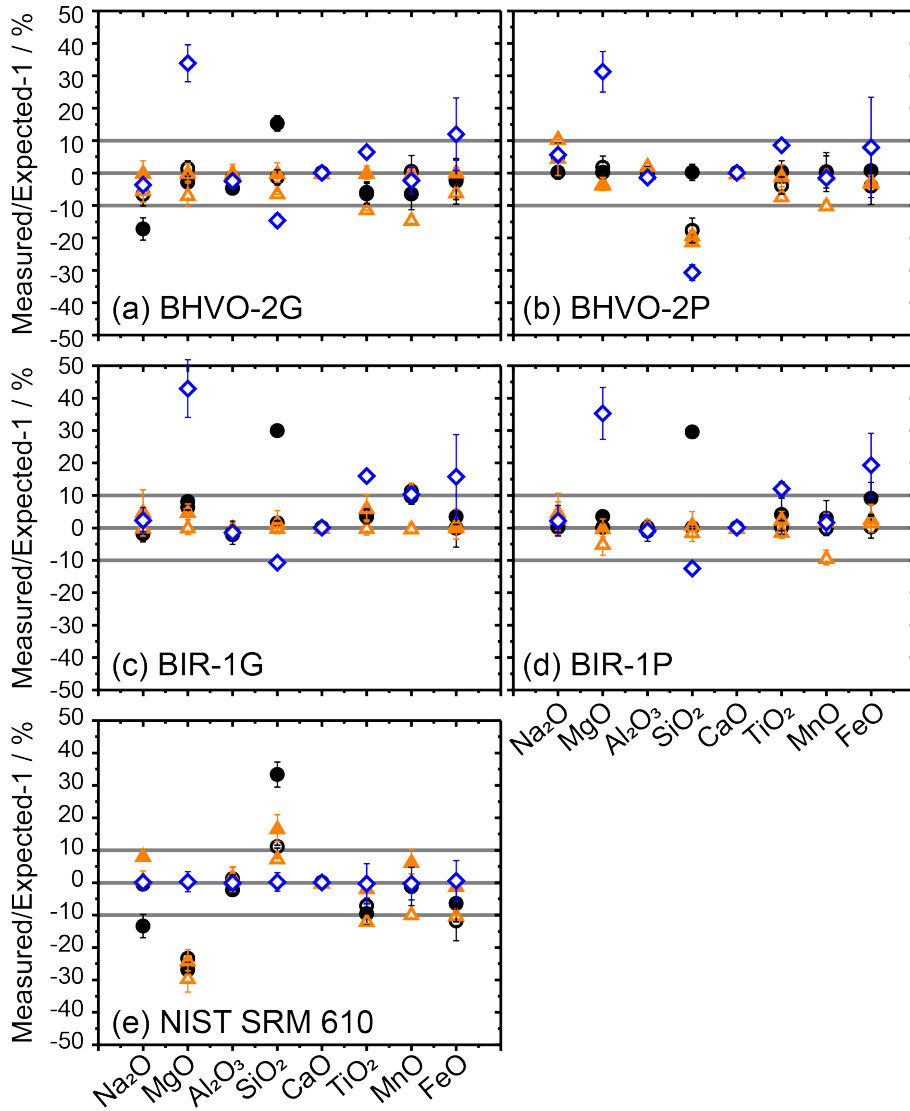 Measured/Expected-1 / %
50
40
30
20
10
0
-10
-20
-30
-40
-50
(a) BHVO-2G
(b) BHVO-2P
Measured/Expected-1 / %
50
40
30
20
10
0
-10
-20
-30
-40
-50
(c) BIR-1G
(d) BIR-1P
Na₂O
MgO
Al₂O₃
SiO₂
CaO
TiO₂
MnO
FeO
Measured/Expected-1 / %
50
40
30
20
10
0
-10
-20
-30
-40
-50
(e) NIST SRM 610
Na₂O
MgO
Al₂O₃
SiO₂
CaO
TiO₂
MnO
FeO